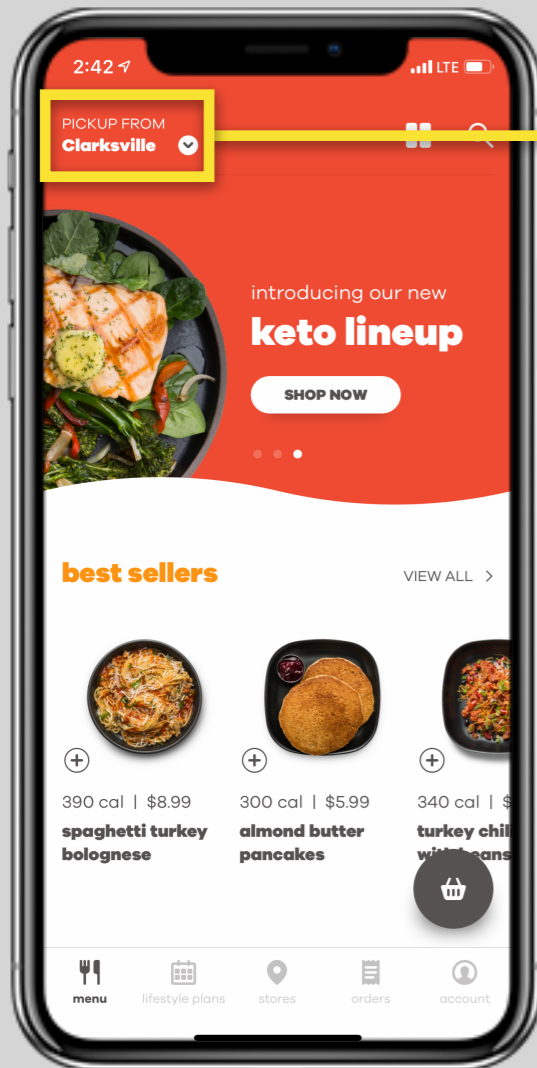 2:42
LTE
PICKUP FROM
Clarksville
introducing our new
keto lineup
SHOP NOW
best sellers
VIEW ALL
390 cal | $8.99
300 cal | $5.99
340 cal | $
spaghetti turkey
bolognese
almond butter
pancakes
turkey chil
menu
lifestyle plans
stores
orders
account